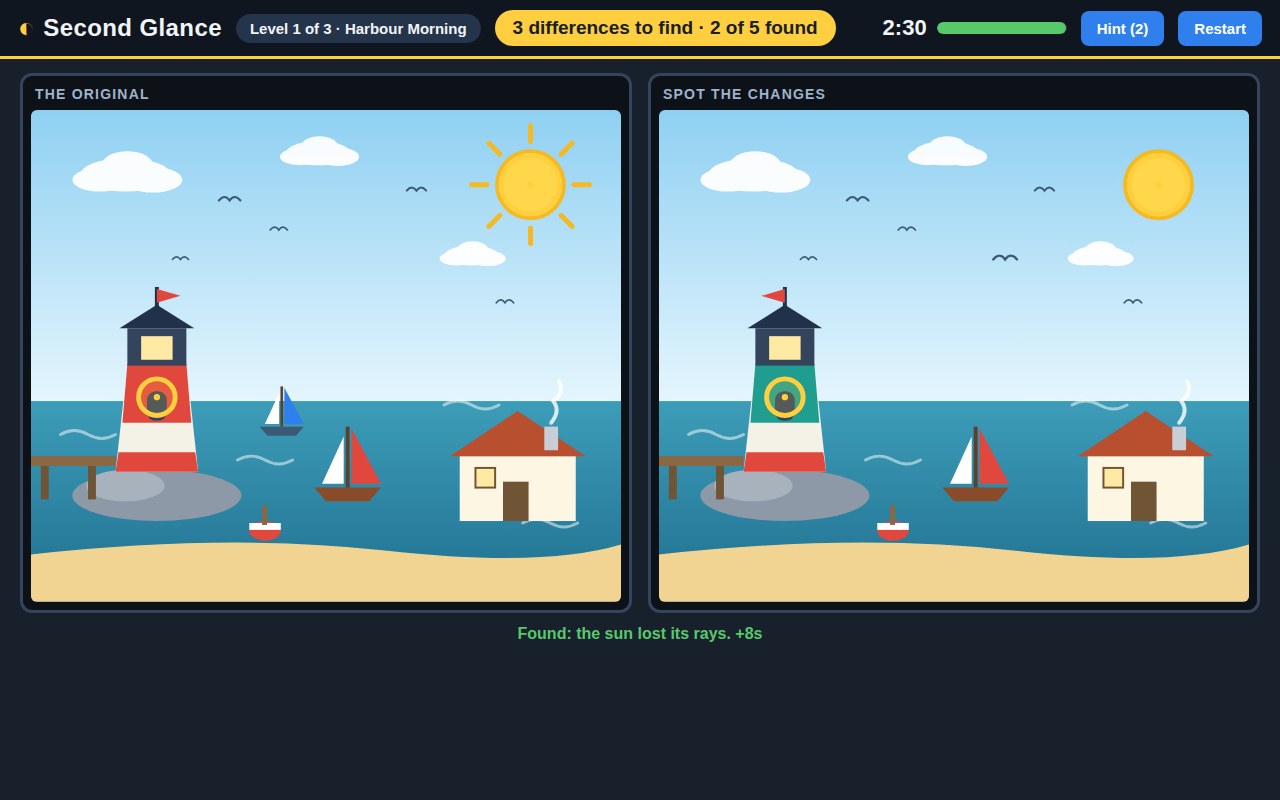 Second Glance
Level 1 of 3 · Harbour Morning
3 differences to find · 2 of 5 found
2:30
Hint (2)
Restart
THE ORIGINAL
SPOT THE CHANGES
Found: the sun lost its rays. +8s